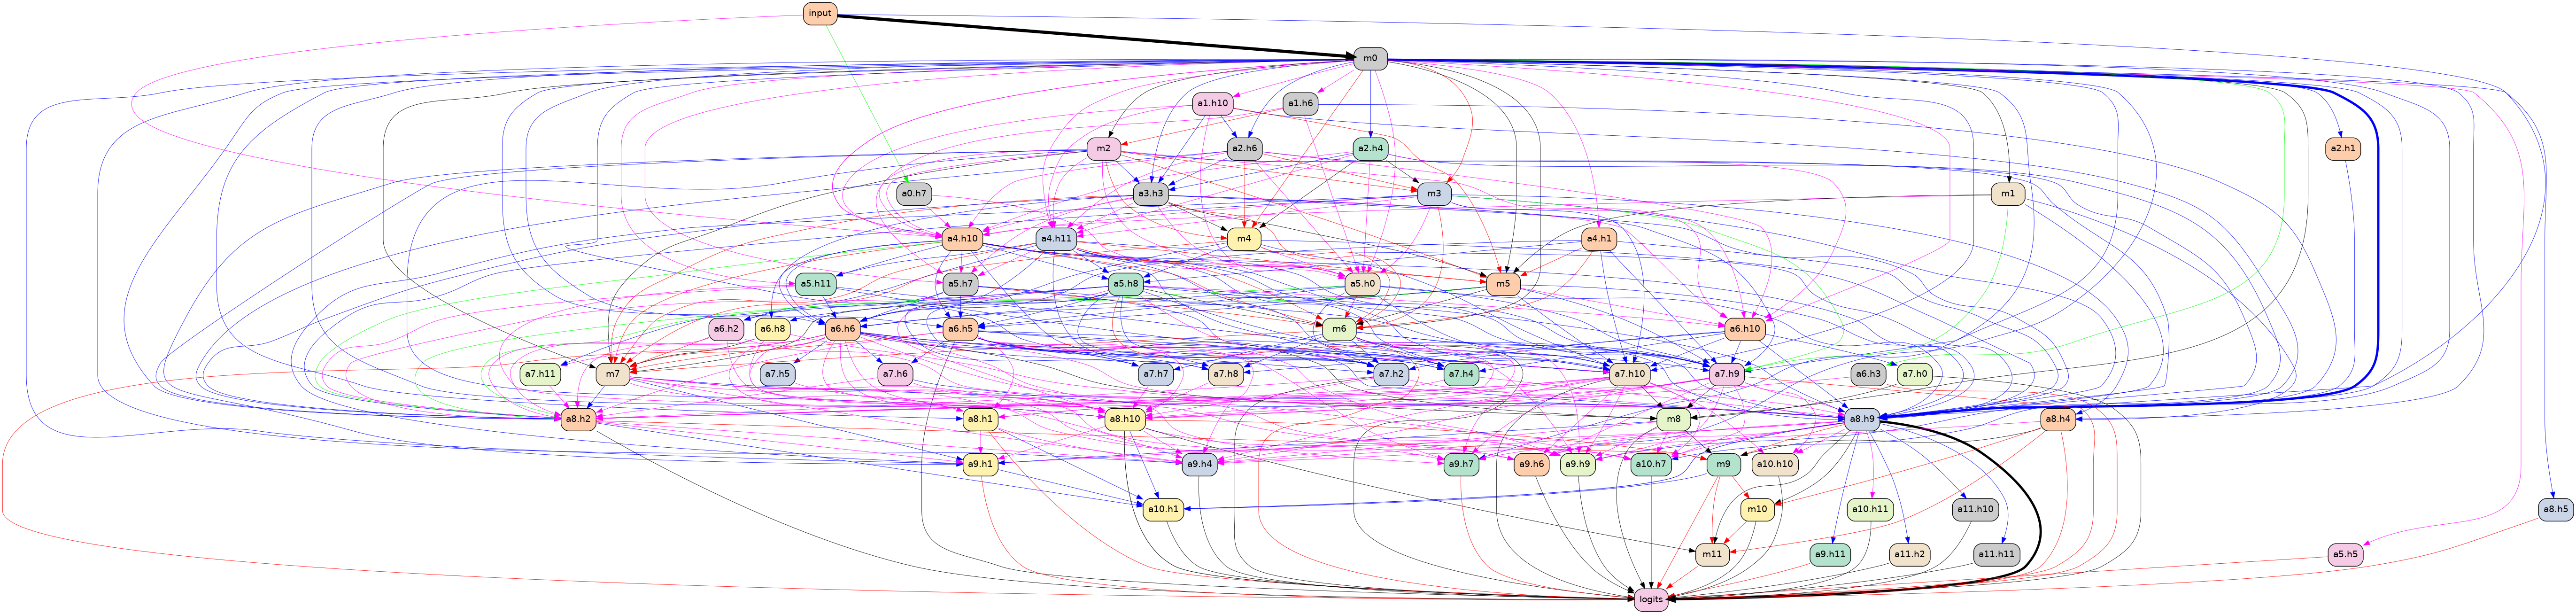 input
m0
a1.h10 a1.h6
m2 a2.h6 a2.h4 a2.h1
a0.h7 a3.h3 m3 m1
a4.h10 a4.h11 m4 a4.h1
a5.h11 a5.h7 a5.h8 a5.h0 m5
a6.h2 a6.h8 a6.h6 a6.h5 m6 a6.h10
a7.h11 m7 a7.h5 a7.h6 a7.h7 a7.h8 a7.h2 a7.h4 a7.h10 a7.h9 a6.h3 a7.h0
a8.h2 a8.h1 a8.h10 m8 a8.h9 a8.h4
a9.h1 a9.h4 a9.h7 a9.h6 a9.h9 a10.h7 m9 a10.h10
a10.h1 m10 a10.h11 a11.h10 a8.h5
m11 a9.h11 a11.h2 a11.h11 a5.h5
logits